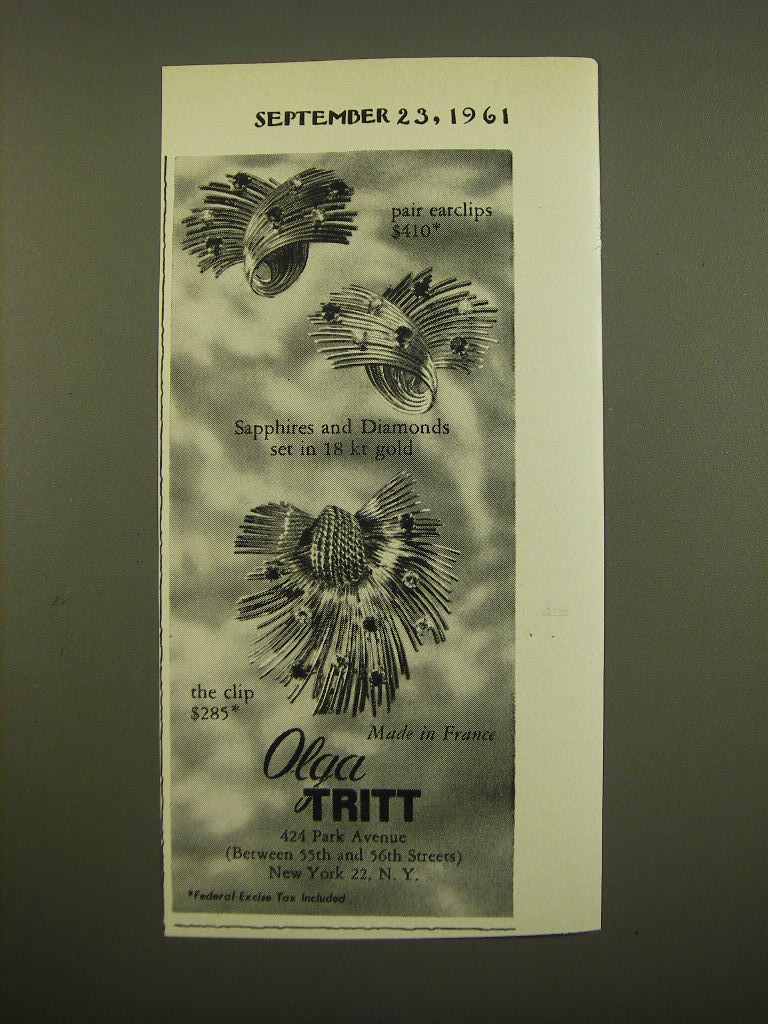 SEPTEMBER 23, 1961
pair earclips
$410*
Sapphires and Diamonds
set in 18 kt gold
the clip
$285*
Made in France
Olga
TRITT
424 Park Avenue
(Between 55th and 56th Streets)
New York 22, N. Y.
*Federal Excise Tax Included